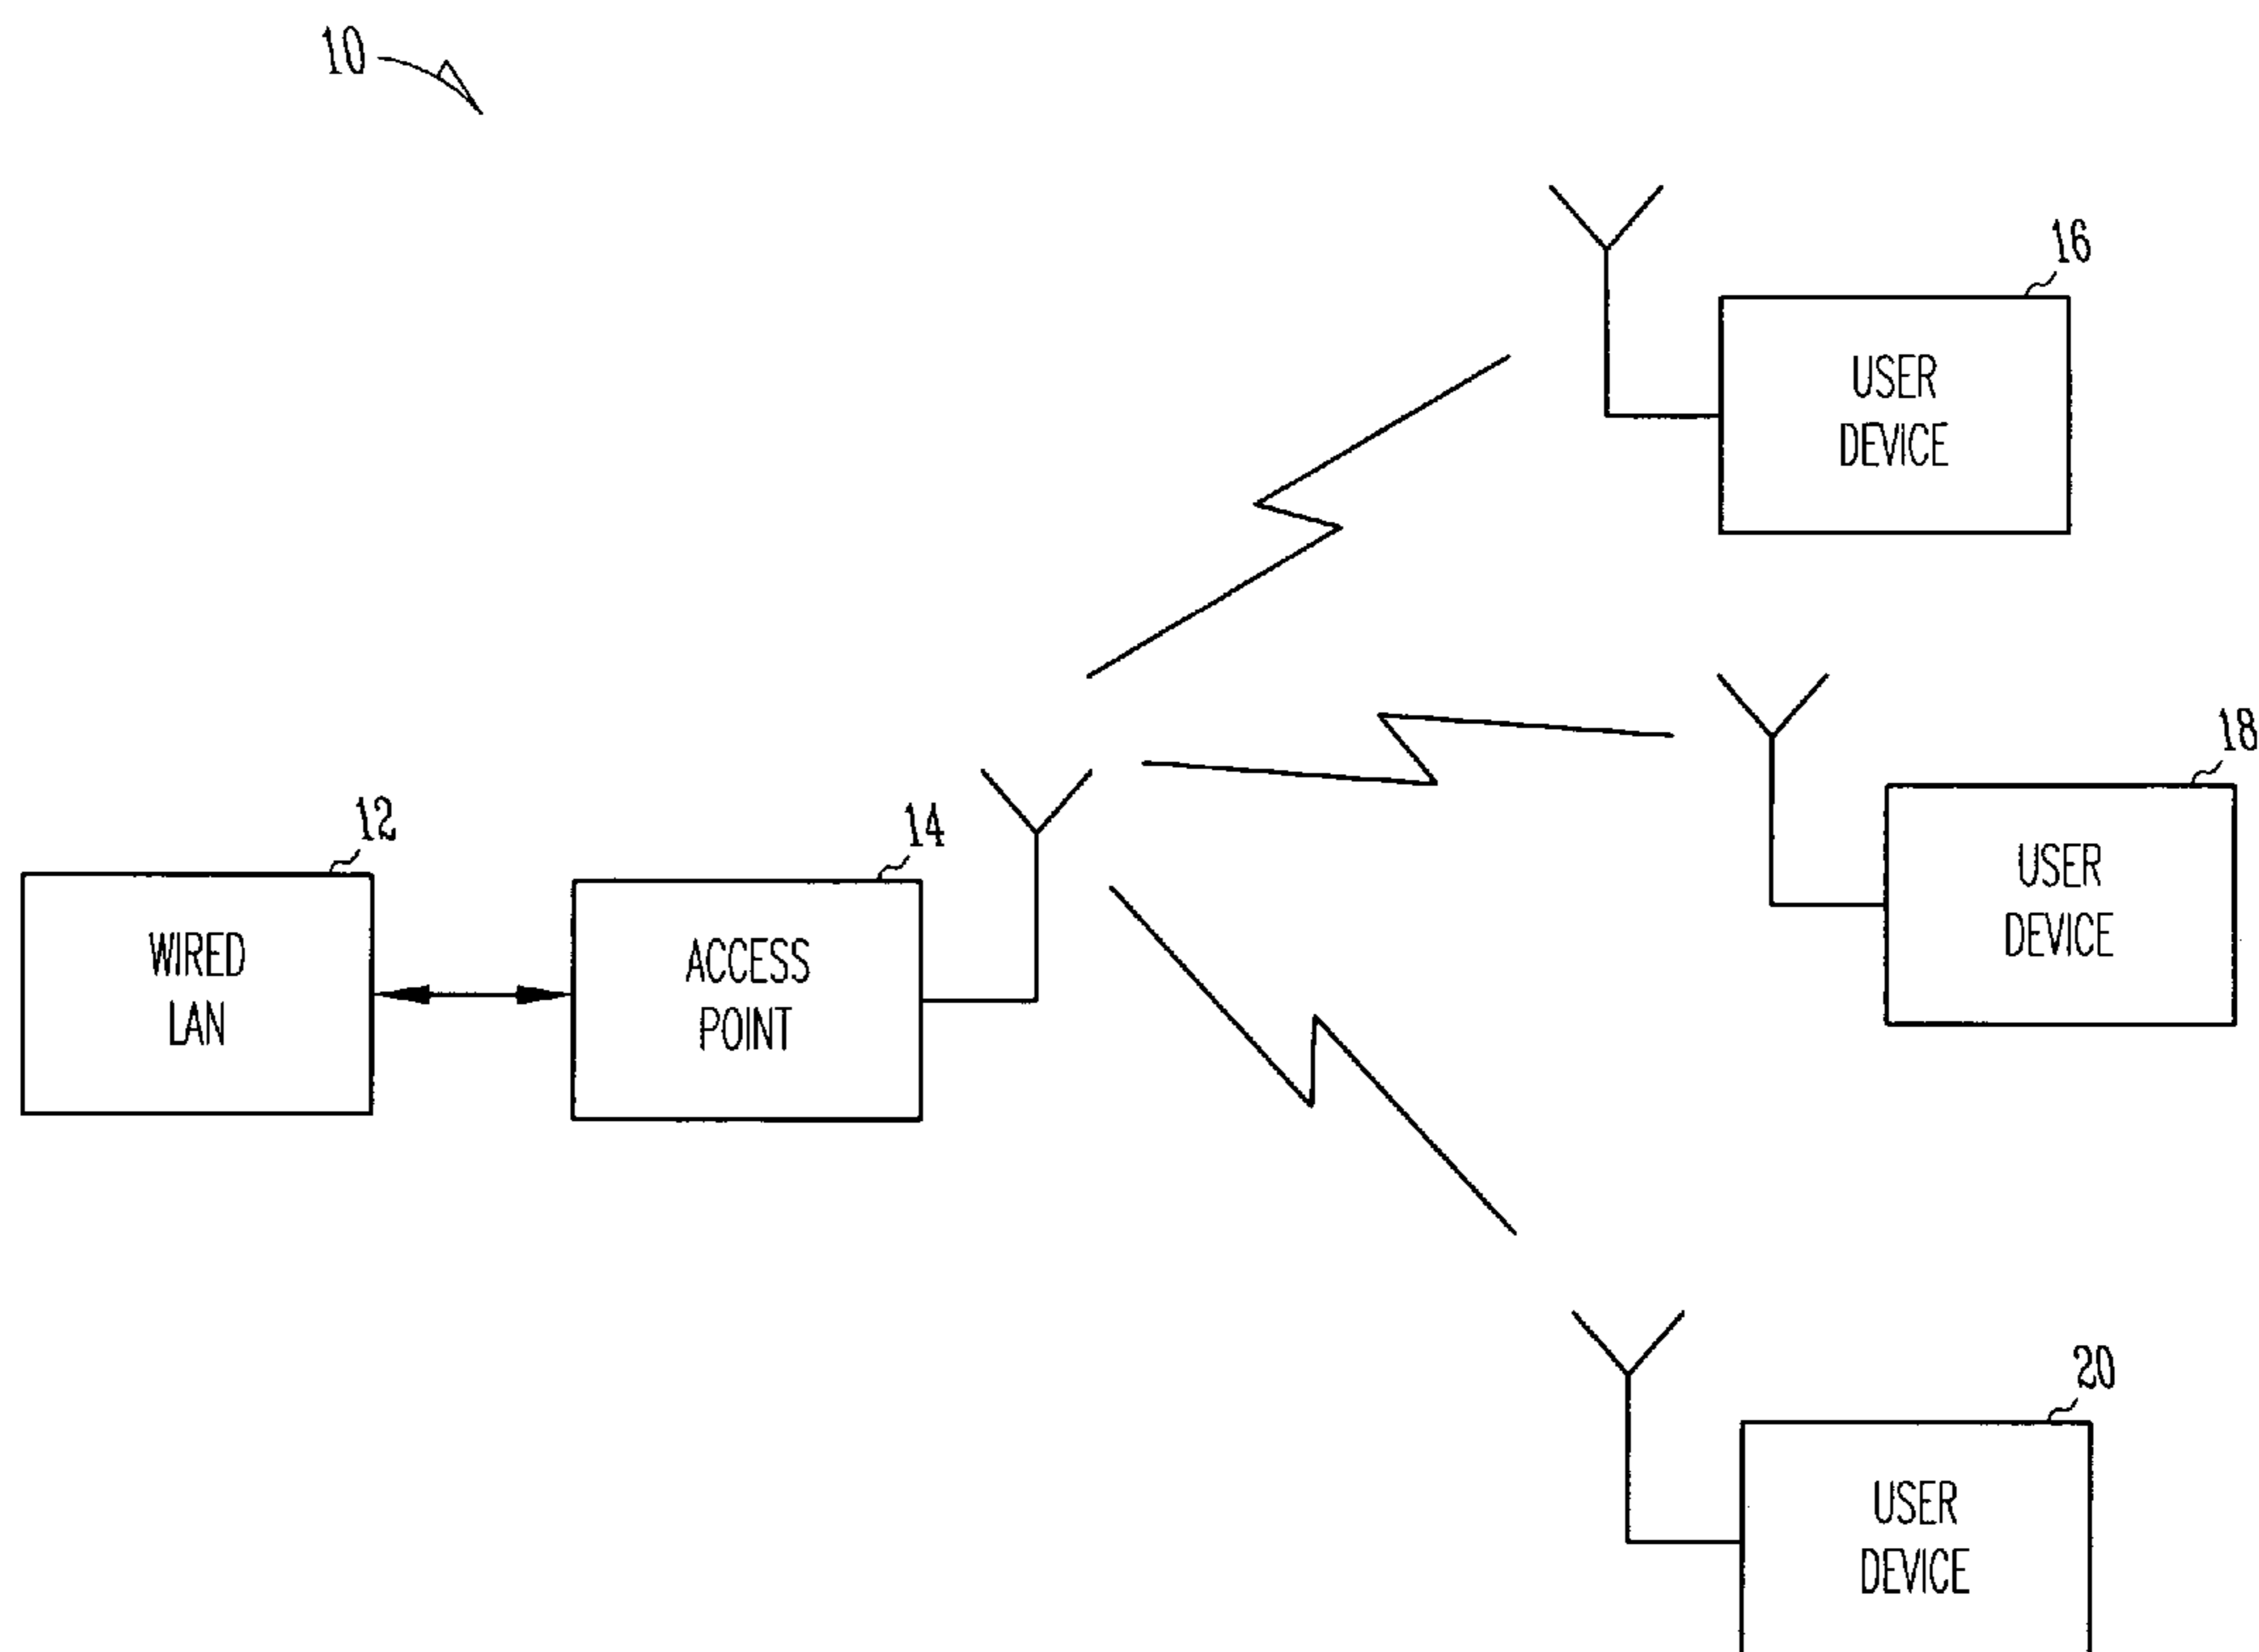 10
16
USER
DEVICE
18
USER
DEVICE
12
WIRED
LAN
14
ACCESS
POINT
20
USER
DEVICE